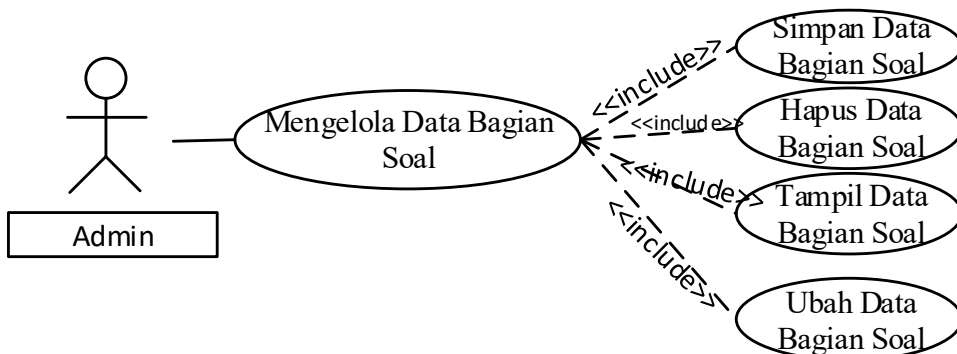 Simpan Data
Bagian Soal
<<include>>
Hapus Data
Bagian Soal
<<include>>
Mengelola Data Bagian
Soal
Tampil Data
Bagian Soal
<<include>>
Admin
Ubah Data
Bagian Soal
<<include>>